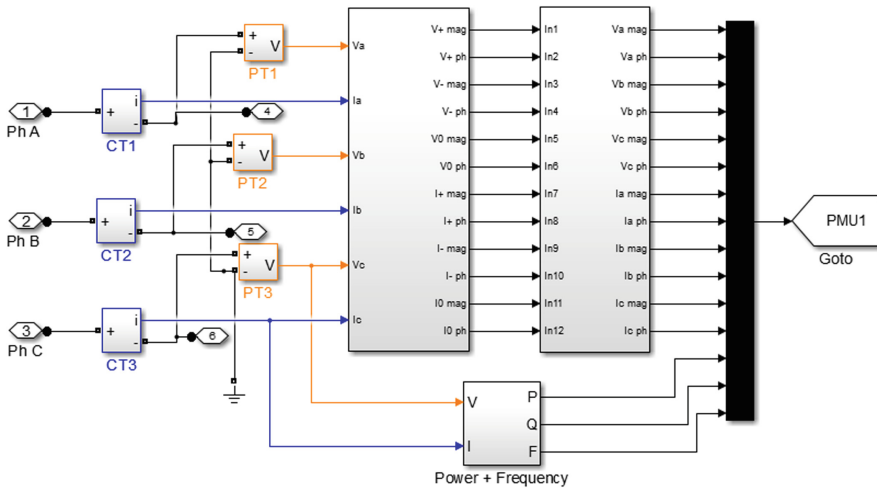 1
Ph A
+
i
-
CT1
4
+
-
V
PT1
2
Ph B
+
i
-
CT2
5
+
-
V
PT2
3
Ph C
+
i
-
CT3
6
+
-
V
PT3
Va
Ia
Vb
Ib
Vc
Ic
V+ mag
V+ ph
V- mag
V- ph
V0 mag
V0 ph
I+ mag
I+ ph
I- mag
I- ph
I0 mag
I0 ph
In1
In2
In3
In4
In5
In6
In7
In8
In9
In10
In11
In12
Va mag
Va ph
Vb mag
Vb ph
Vc mag
Vc ph
Ia mag
Ia ph
Ib mag
Ib ph
Ic mag
Ic ph
V
I
P
Q
F
Power + Frequency
PMU1
Goto